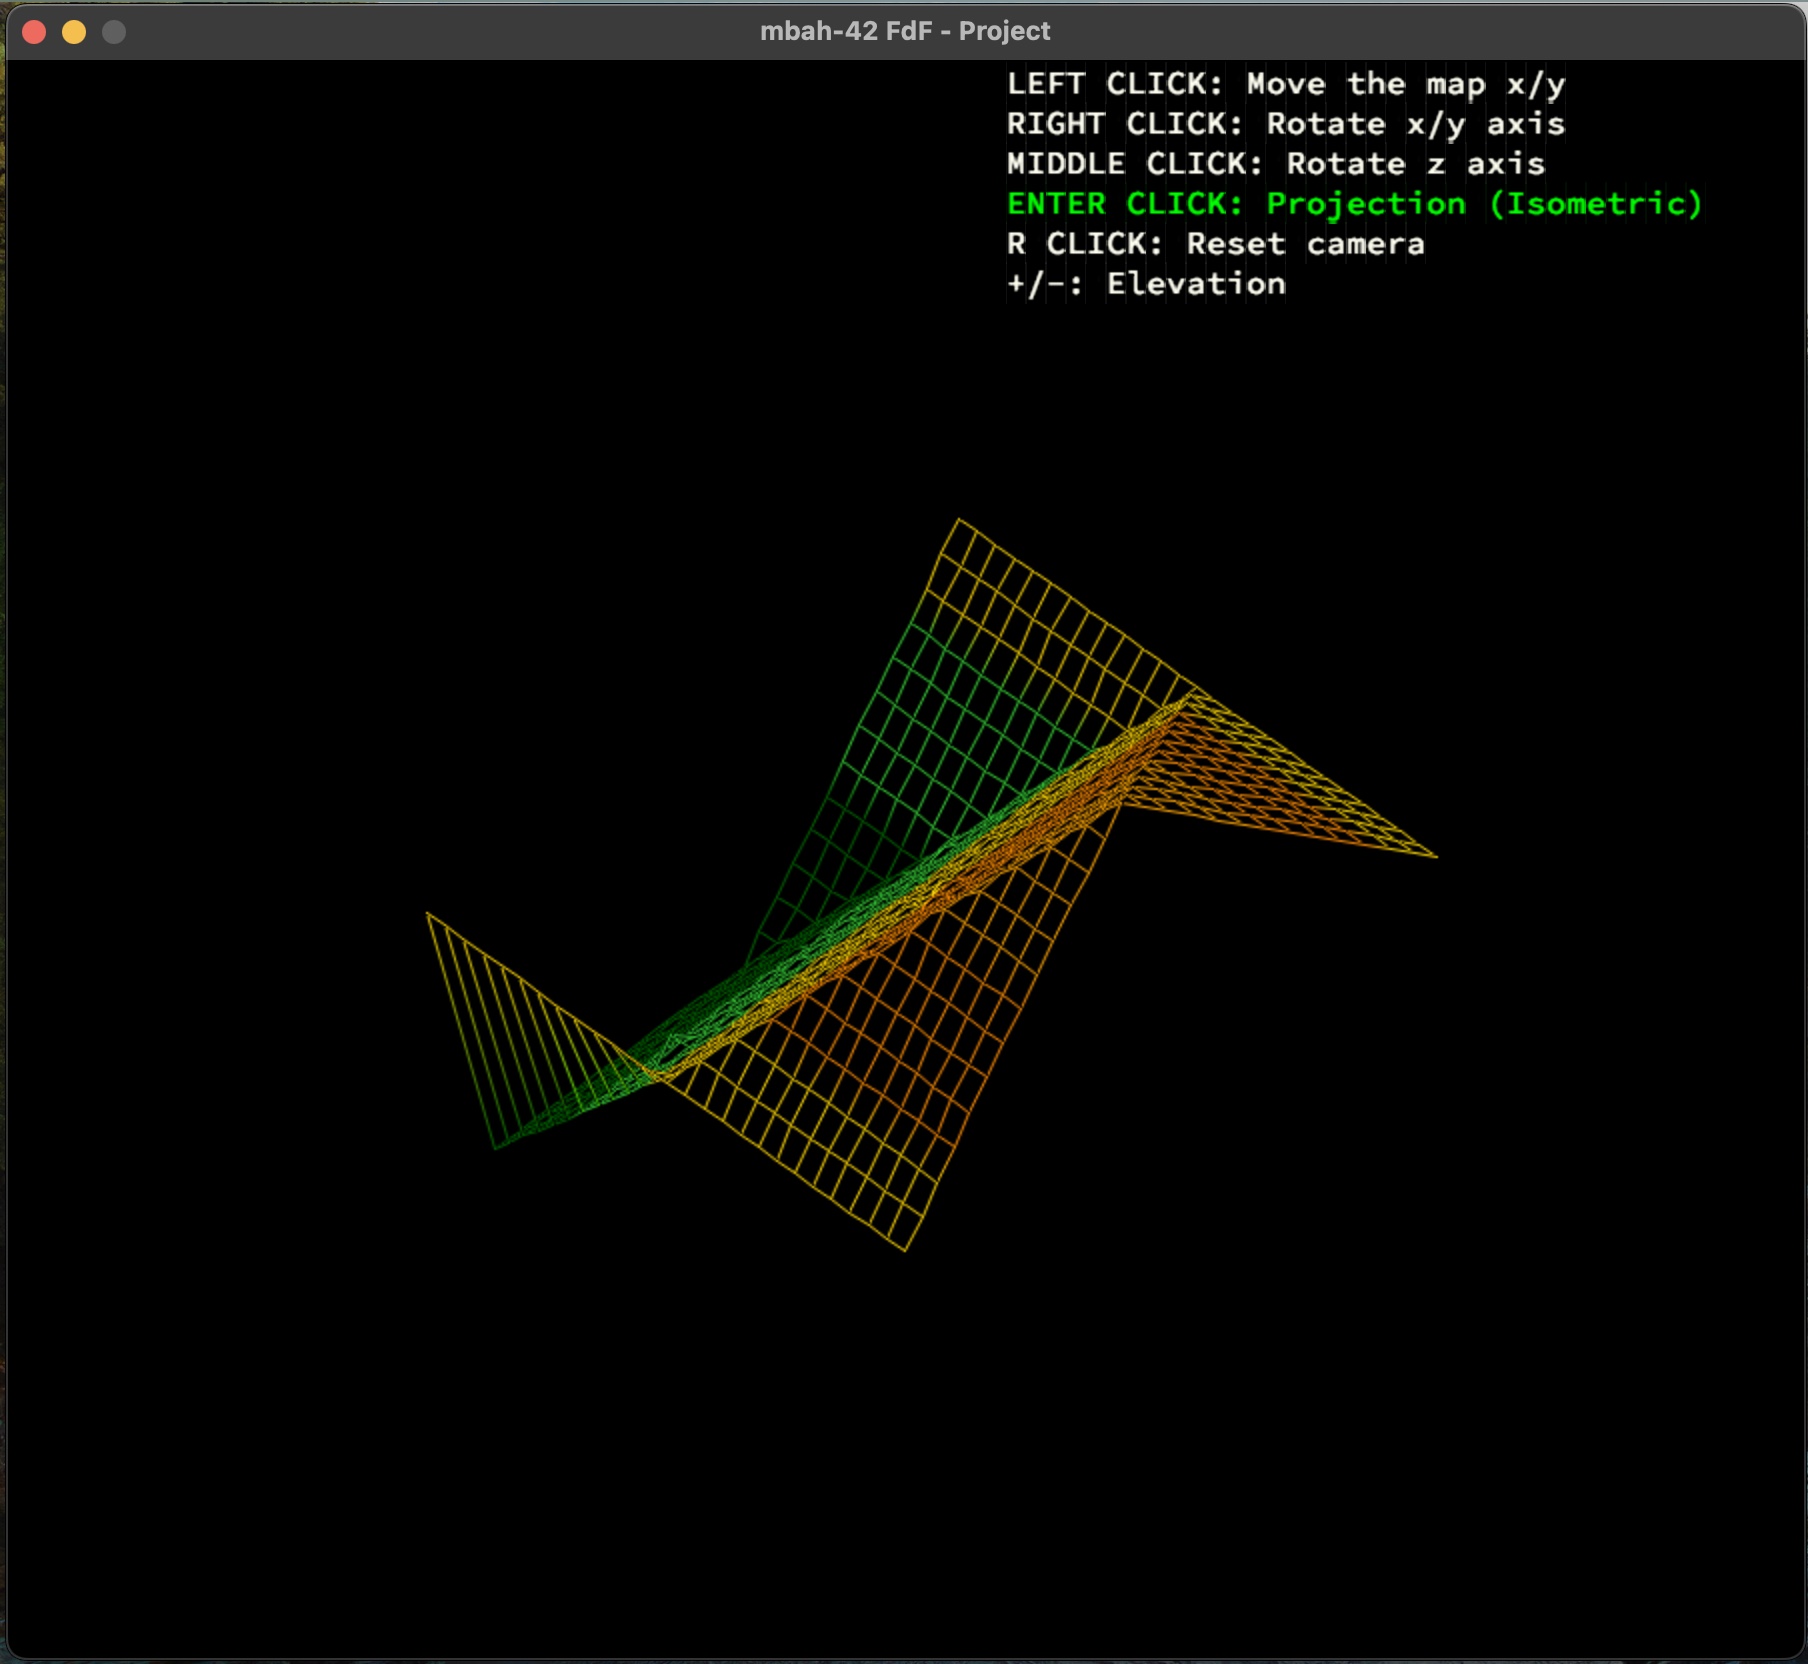 mbah-42 FdF - Project
LEFT CLICK: Move the map x/y
RIGHT CLICK: Rotate x/y axis
MIDDLE CLICK: Rotate z axis
ENTER CLICK: Projection (Isometric)
R CLICK: Reset camera
+/-: Elevation